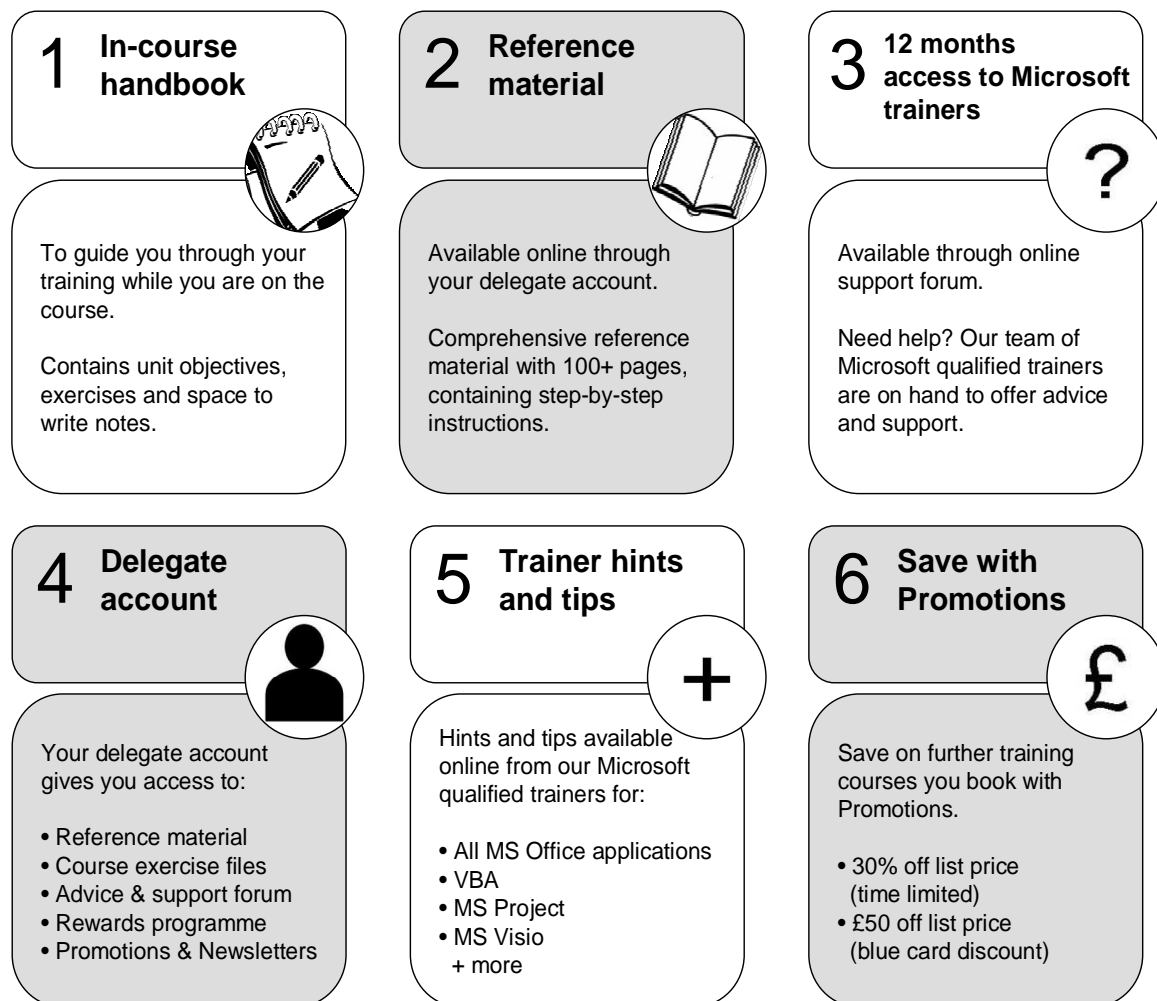 1
In-course
handbook
To guide you through your
training while you are on the
course.
Contains unit objectives,
exercises and space to
write notes.
2
Reference
material
Available online through
your delegate account.
Comprehensive reference
material with 100+ pages,
containing step-by-step
instructions.
3
12 months
access to Microsoft
trainers
?
Available through online
support forum.
Need help? Our team of
Microsoft qualified trainers
are on hand to offer advice
and support.
4
Delegate
account
Your delegate account
gives you access to:
• Reference material
• Course exercise files
• Advice & support forum
• Rewards programme
• Promotions & Newsletters
5
Trainer hints
and tips
+
Hints and tips available
online from our Microsoft
qualified trainers for:
• All MS Office applications
• VBA
• MS Project
• MS Visio
+ more
6
Save with
Promotions
£
Save on further training
courses you book with
Promotions.
• 30% off list price
(time limited)
• £50 off list price
(blue card discount)